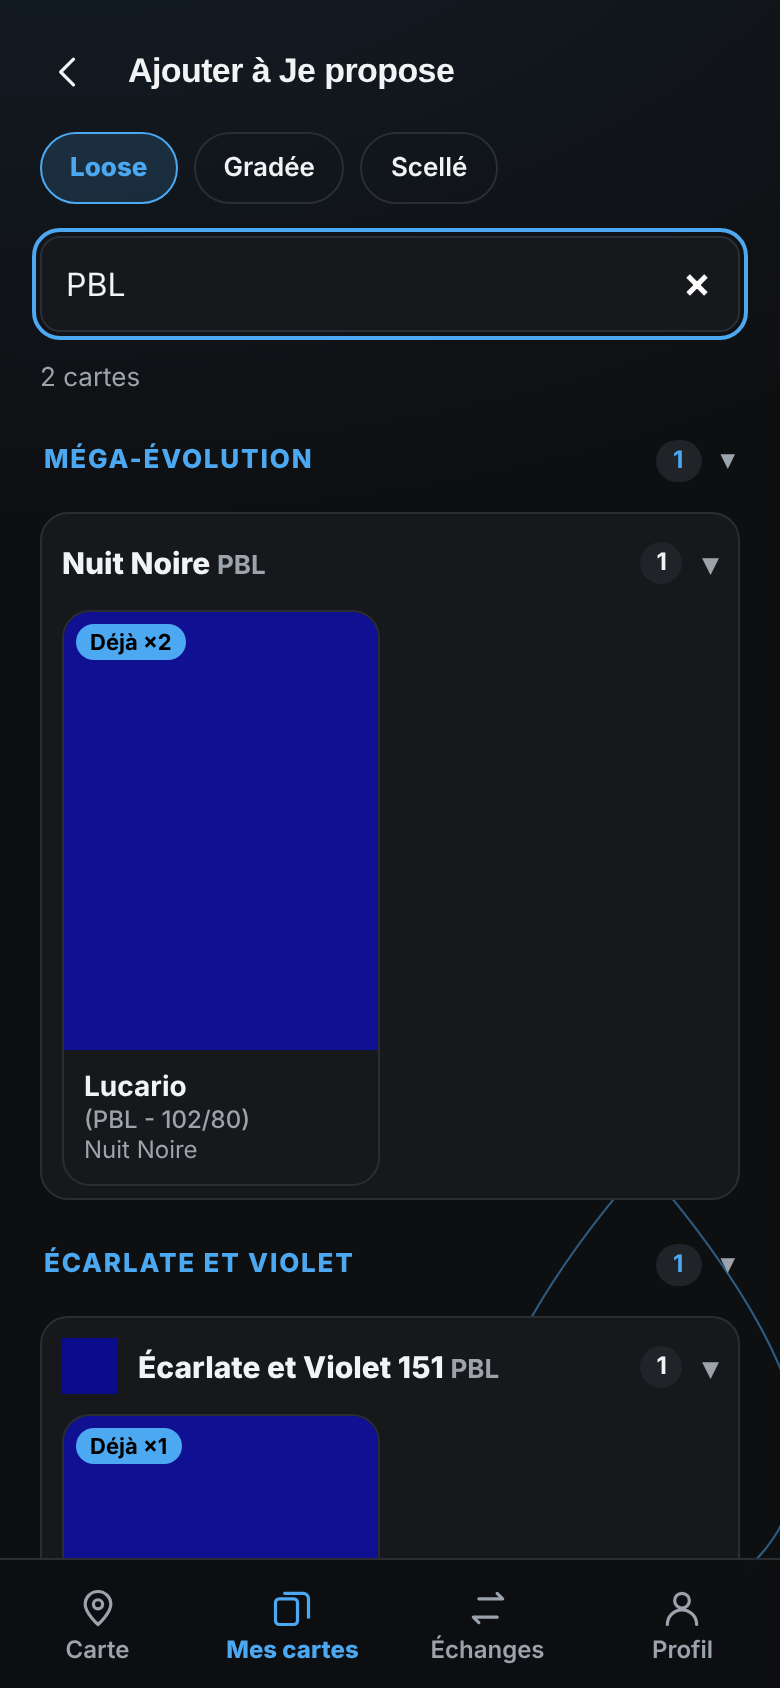 Ajouter à Je propose
Loose Gradée Scellé
PBL ×
2 cartes
MÉGA-ÉVOLUTION 1 ▼
Nuit Noire PBL 1 ▼
Déjà ×2
Lucario
(PBL - 102/80)
Nuit Noire
ÉCARLATE ET VIOLET 1 ▼
Écarlate et Violet 151 PBL 1 ▼
Déjà ×1
Carte Mes cartes Échanges Profil